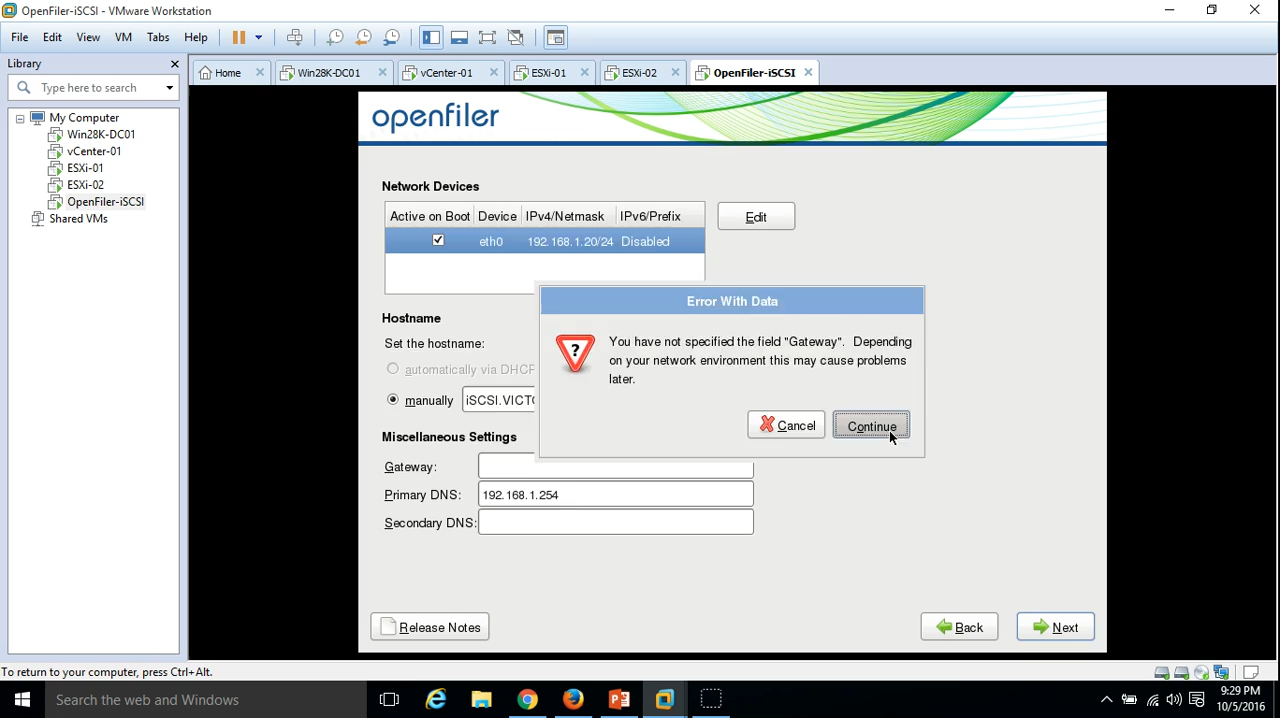 OpenFiler-iSCSI - VMware Workstation
File Edit View VM Tabs Help
Library
Type here to search
My Computer
Win28K-DC01
vCenter-01
ESXi-01
ESXi-02
OpenFiler-iSCSI
Shared VMs
Home Win28K-DC01 vCenter-01 ESXi-01 ESXi-02 OpenFiler-iSCSI
openfiler
Network Devices
Active on Boot Device IPv4/Netmask IPv6/Prefix
eth0 192.168.1.20/24 Disabled
Edit
Hostname
Set the hostname:
automatically via DHCP
manually iSCSI.VICTO
Error With Data
You have not specified the field "Gateway". Depending
on your network environment this may cause problems
later.
Cancel Continue
Miscellaneous Settings
Gateway:
Primary DNS: 192.168.1.254
Secondary DNS:
Release Notes Back Next
To return to your computer, press Ctrl+Alt.
Search the web and Windows
9:29 PM
10/5/2016